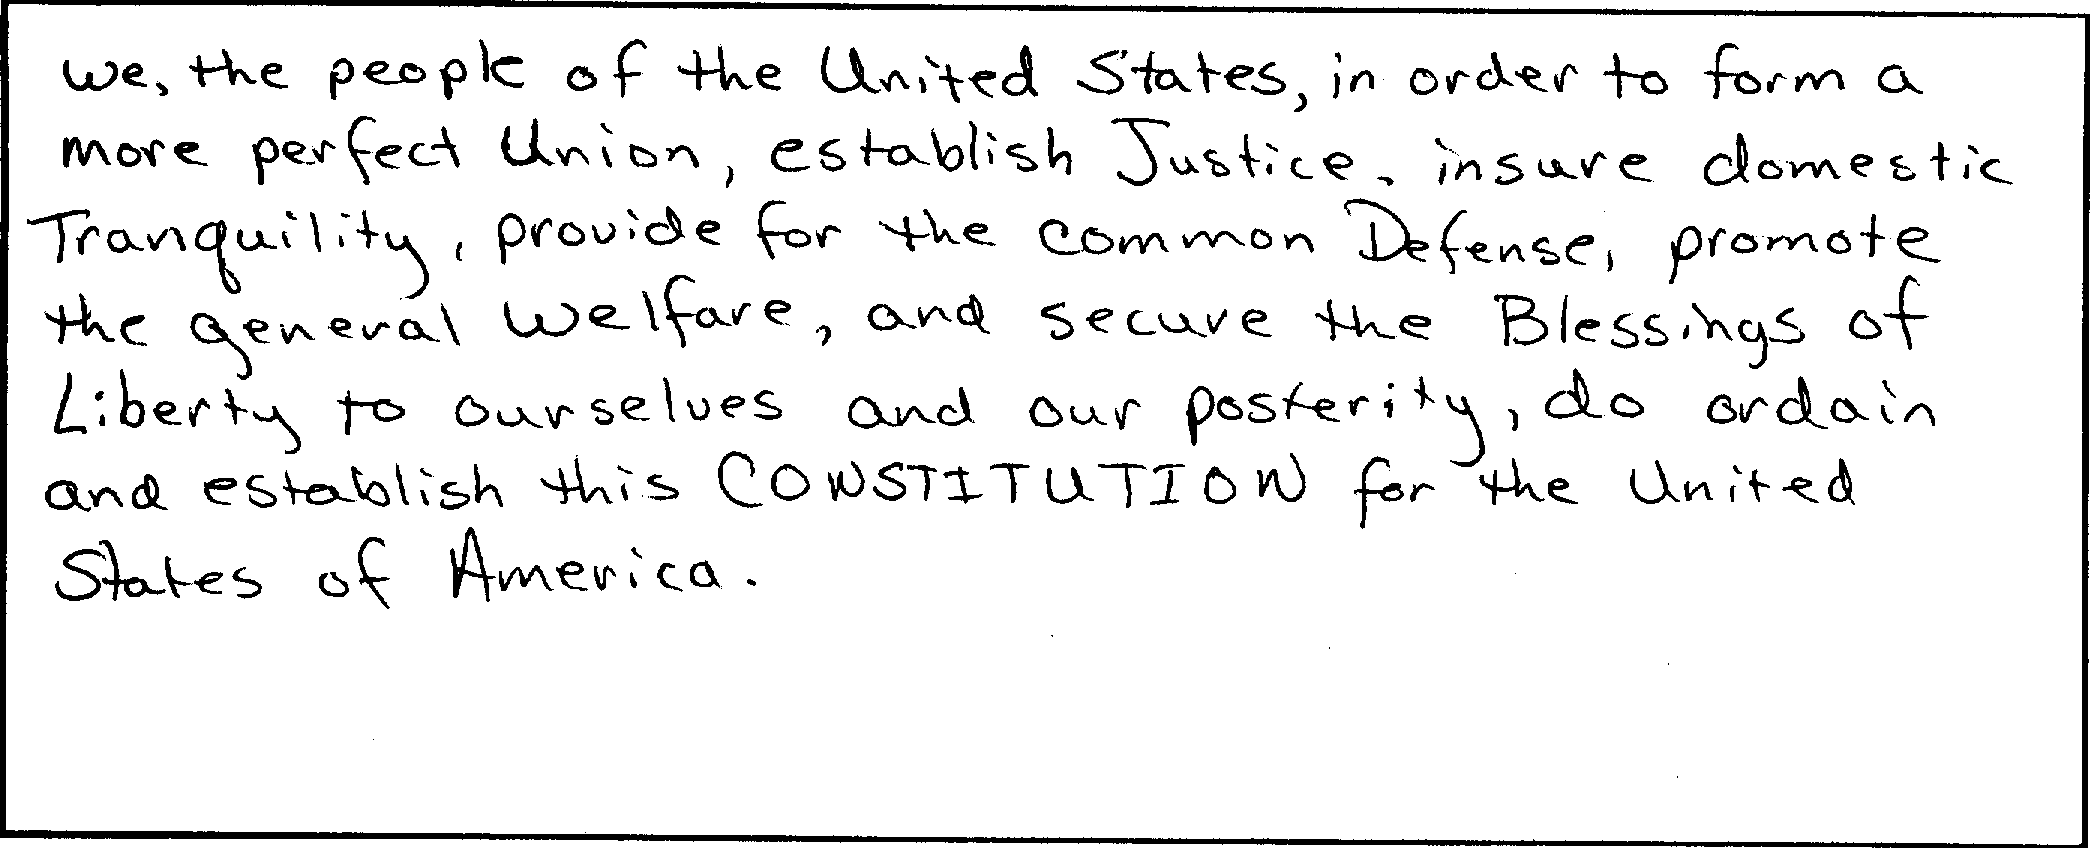 We, the people of the United States, in order to form a
more perfect Union, establish Justice, insure domestic
Tranquility, provide for the common Defense, promote
the general welfare, and secure the Blessings of
Liberty to ourselves and our posterity, do ordain
and establish this CONSTITUTION for the United
States of America.